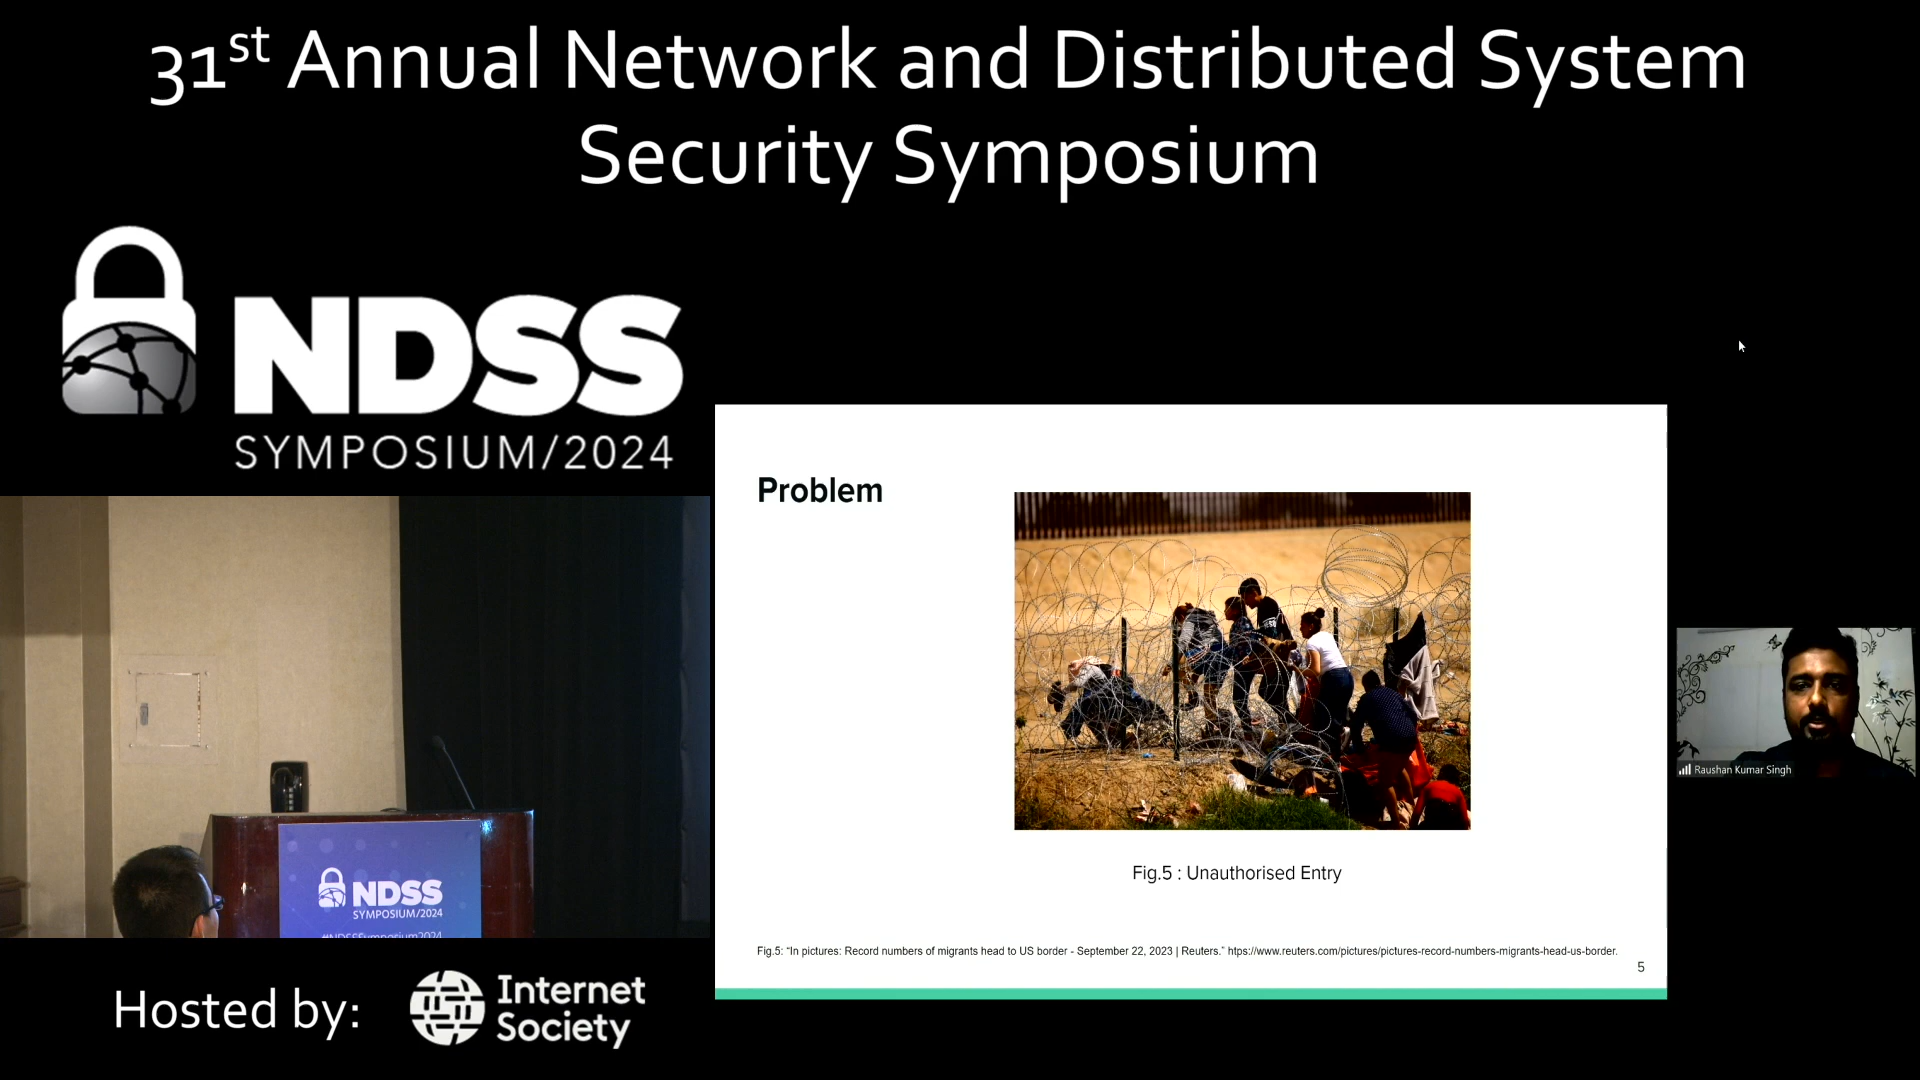 31st Annual Network and Distributed System
Security Symposium
NDSS
SYMPOSIUM/2024
Problem
Fig.5 : Unauthorised Entry
Fig.5: “In pictures: Record numbers of migrants head to US border - September 22, 2023 | Reuters.” htps://www.reuters.com/pictures/pictures-record-numbers-migrants-head-us-border.
5
Raushan Kumar Singh
NDSS
SYMPOSIUM/2024
#NDSSSymposium2024
Hosted by:
Internet
Society